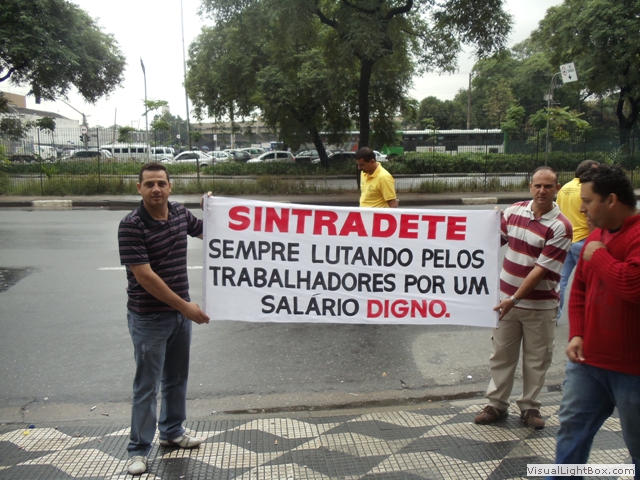 SINTRADETE
SEMPRE LUTANDO PELOS
TRABALHADORES POR UM
SALÁRIO DIGNO.
VisualLightBox.com